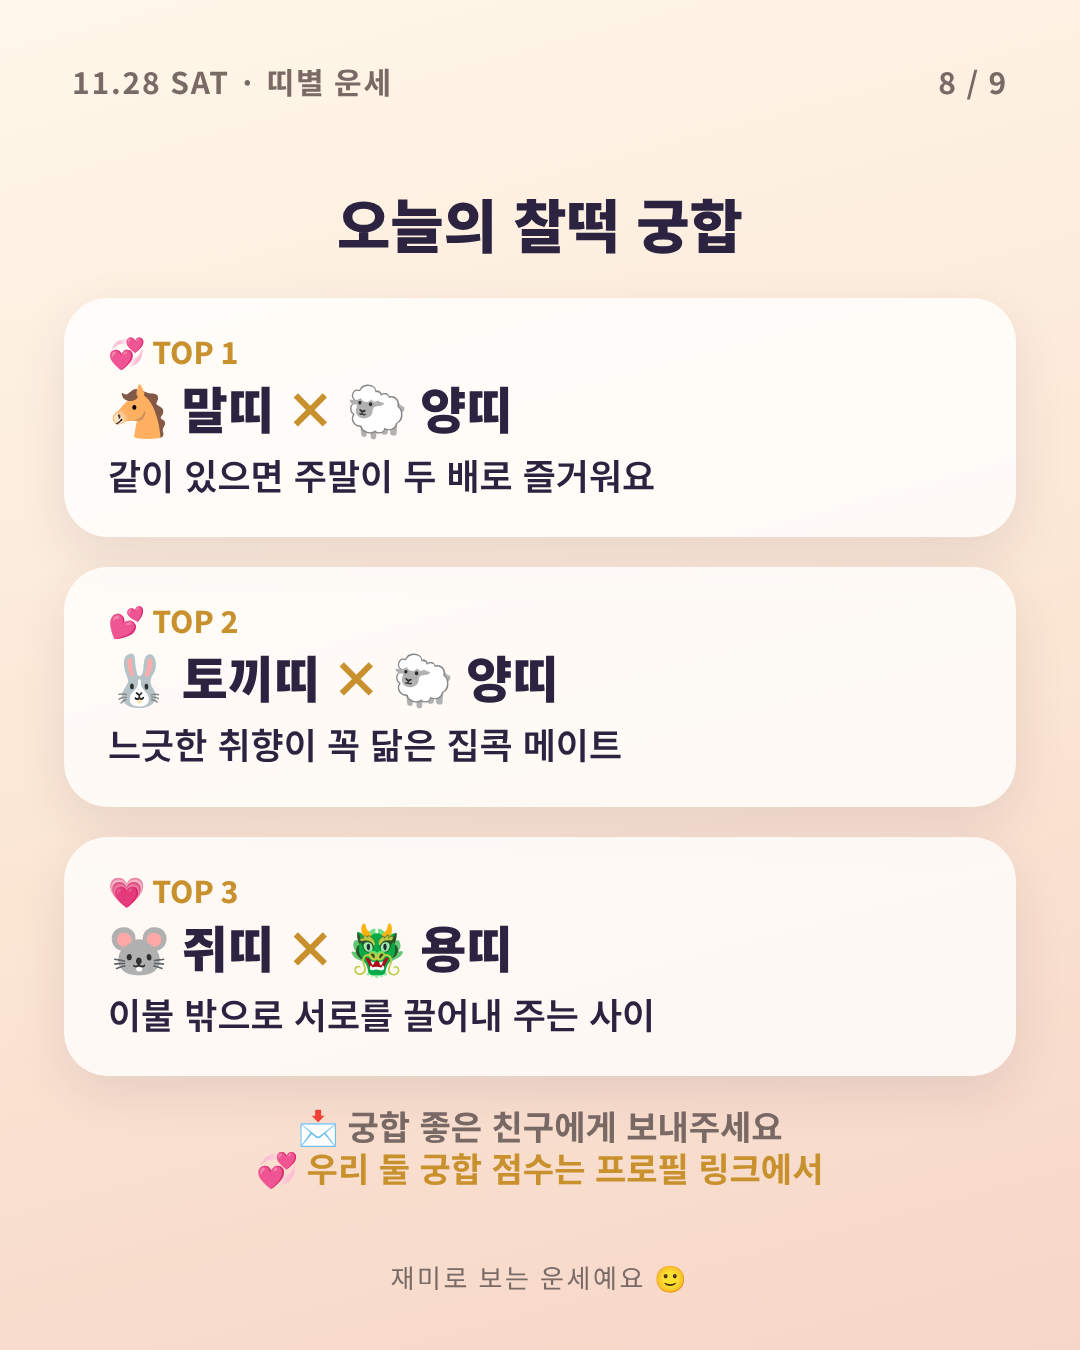 11.28 SAT · 띠별 운세
8 / 9
오늘의 찰떡 궁합
💞 TOP 1
🐴 말띠 × 🐑 양띠
같이 있으면 주말이 두 배로 즐거워요
💕 TOP 2
🐰 토끼띠 × 🐑 양띠
느긋한 취향이 꼭 닮은 집콕 메이트
💗 TOP 3
🐭 쥐띠 × 🐲 용띠
이불 밖으로 서로를 끌어내 주는 사이
📩 궁합 좋은 친구에게 보내주세요
💞 우리 둘 궁합 점수는 프로필 링크에서
재미로 보는 운세예요 🙂